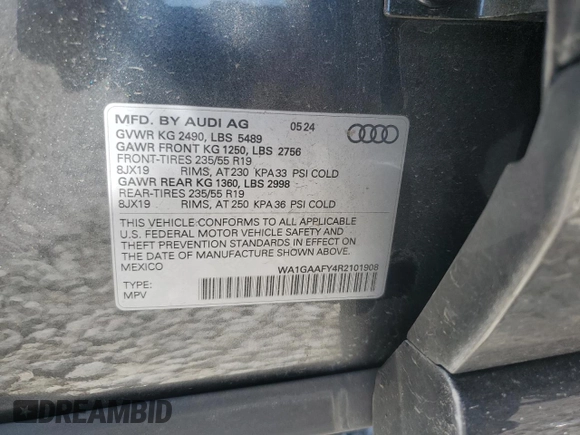 MFD. BY AUDI AG 05 24
GVWR KG 2490, LBS 5489
GAWR FRONT KG 1250, LBS 2756
FRONT-TIRES 235/55 R19
8JX19 RIMS, AT 230 KPA 33 PSI COLD
GAWR REAR KG 1360, LBS 2998
REAR-TIRES 235/55 R19
8JX19 RIMS, AT 250 KPA 36 PSI COLD
THIS VEHICLE CONFORMS TO ALL APPLICABLE
U.S. FEDERAL MOTOR VEHICLE SAFETY AND
THEFT PREVENTION STANDARDS IN EFFECT ON
THE DATE OF MANUFACTURE SHOWN ABOVE.
MEXICO WA1GAAFY4R2101908
TYPE:
MPV
DREAMBID